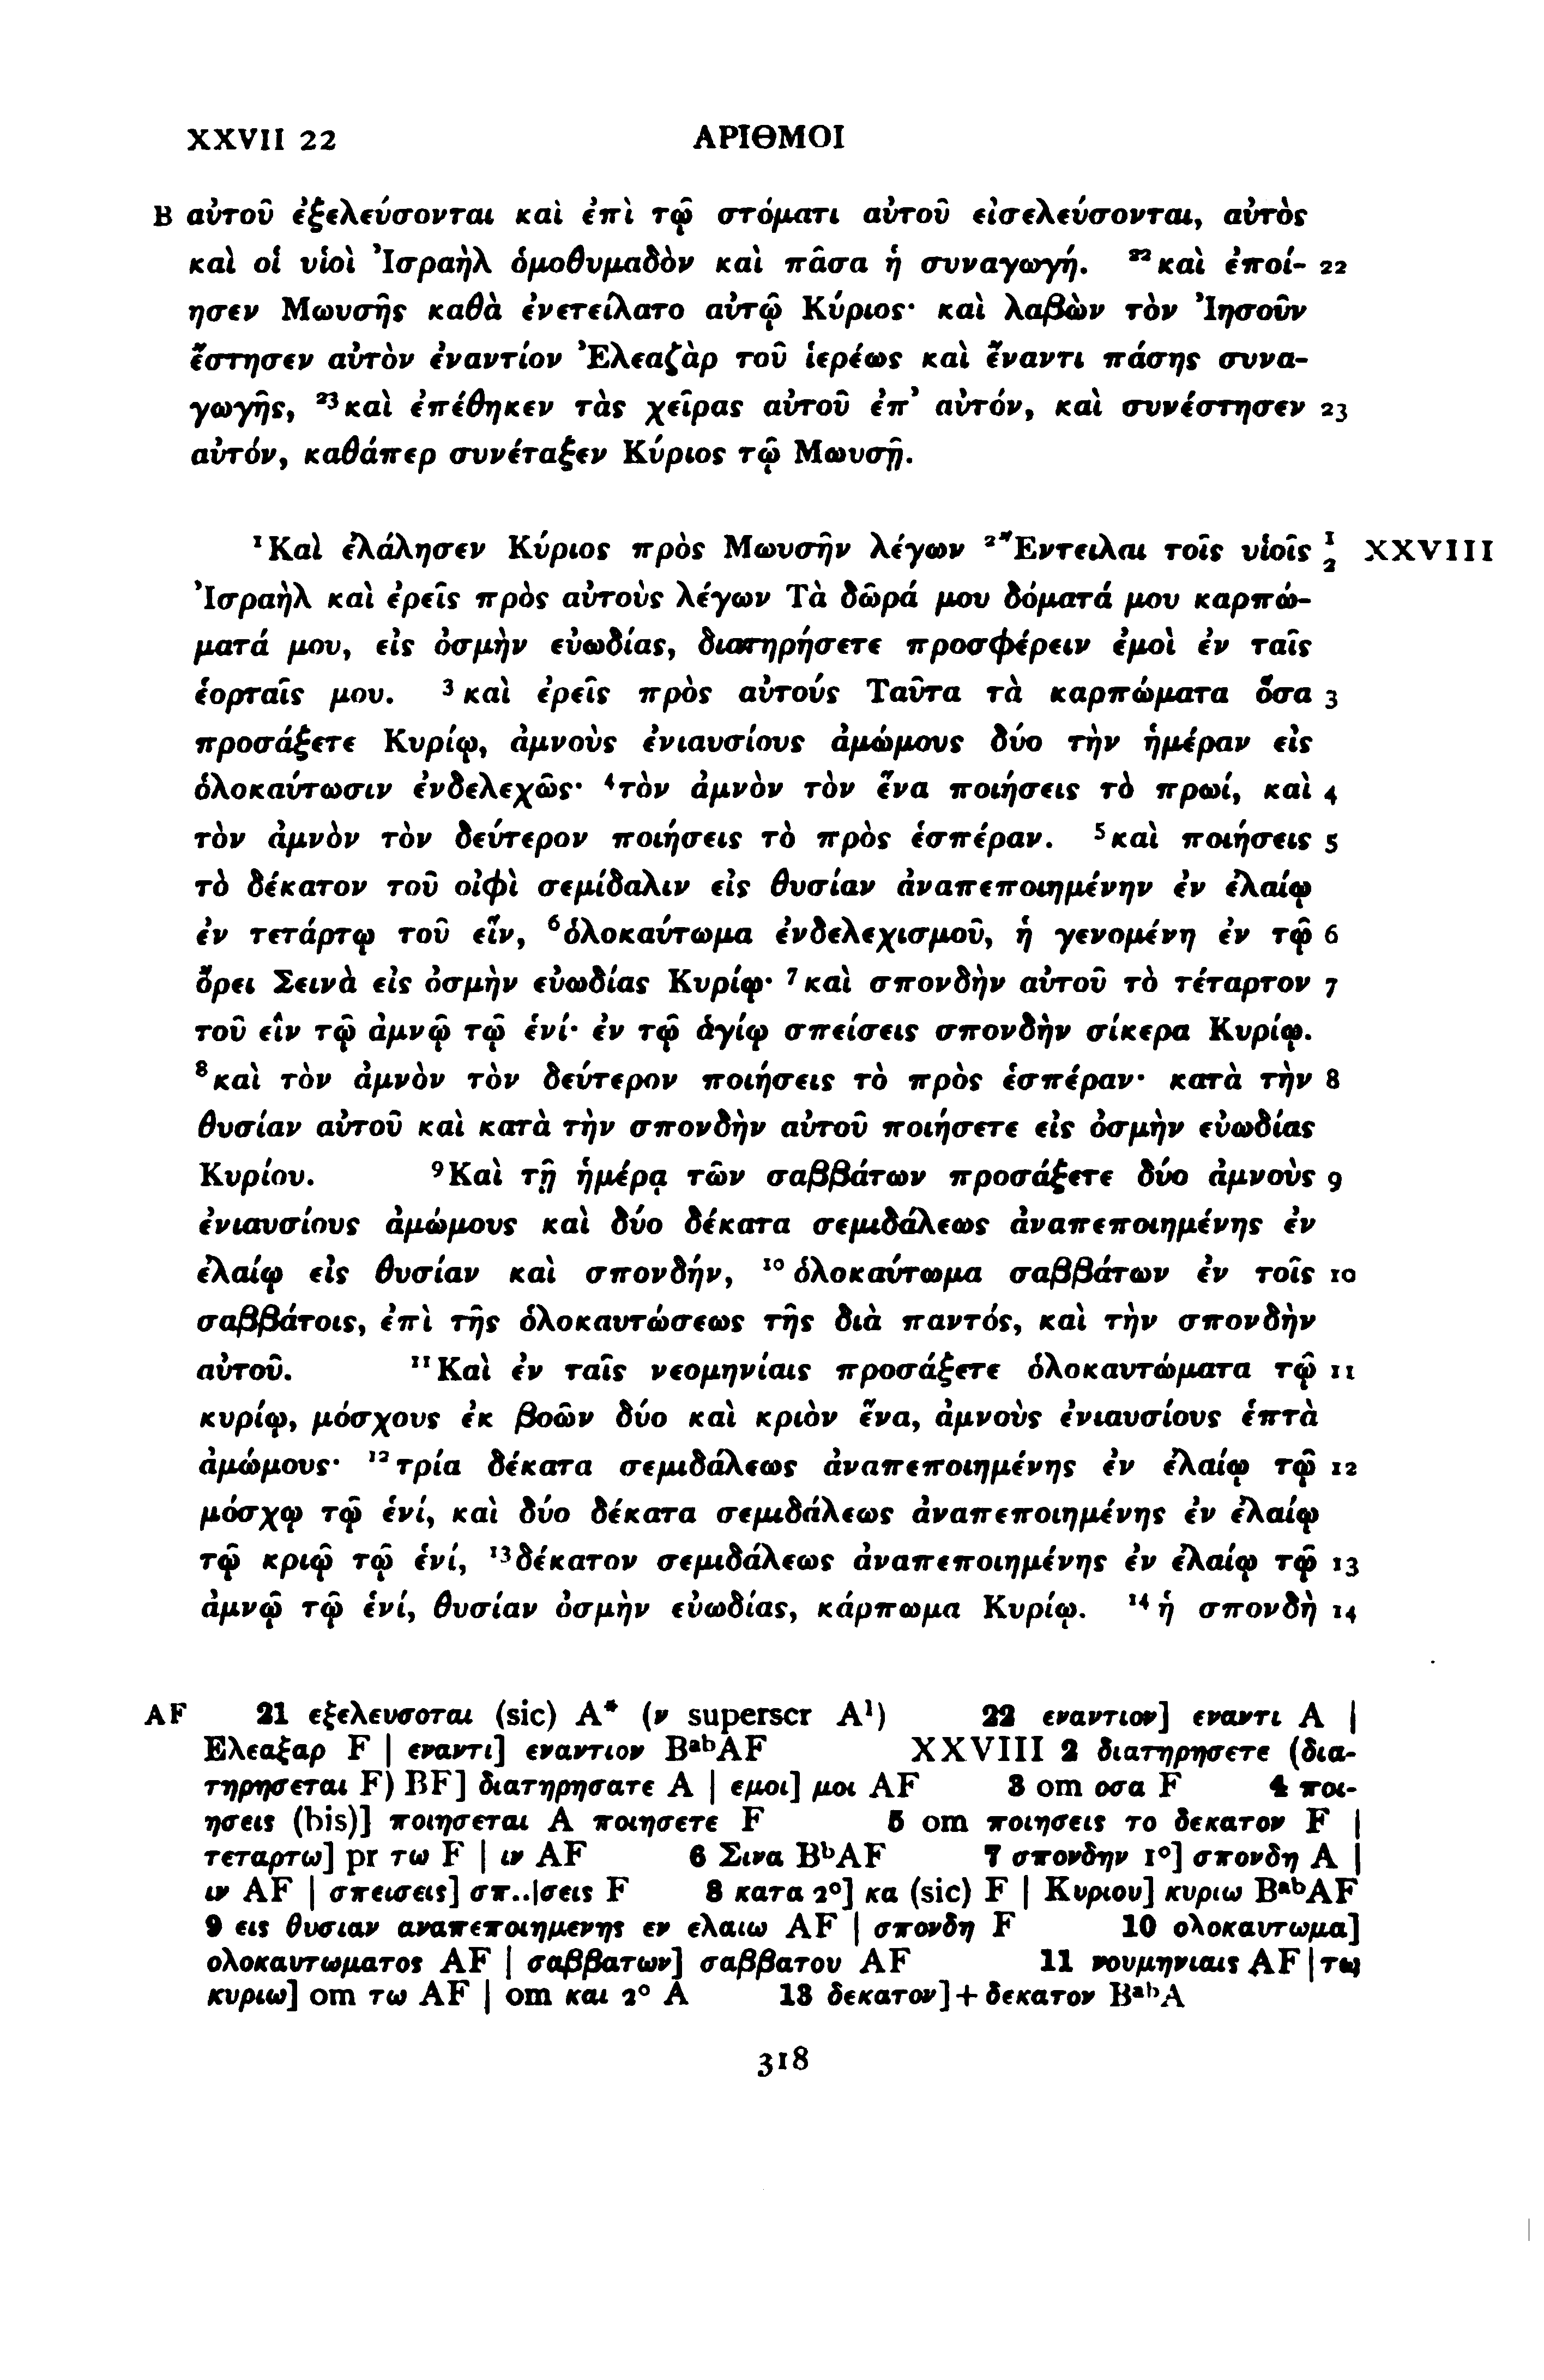 XXVII 22 ΑΡΙΘΜΟΙ
B αὐτοῦ ἐξελεύσονται καὶ ἐπὶ τῷ στόματι αὐτοῦ εἰσελεύσονται, αὐτὸς
καὶ οἱ υἱοὶ Ἰσραὴλ ὁμοθυμαδὸν καὶ πᾶσα ἡ συναγωγή. ²²καὶ ἐποί- 22
ησεν Μωυσῆς καθὰ ἐνετείλατο αὐτῷ Κύριος· καὶ λαβὼν τὸν Ἰησοῦν
ἔστησεν αὐτὸν ἐναντίον Ἐλεαζὰρ τοῦ ἱερέως καὶ ἔναντι πάσης συνα-
γωγῆς, ²³καὶ ἐπέθηκεν τὰς χεῖρας αὐτοῦ ἐπ’ αὐτόν, καὶ συνέστησεν 23
αὐτόν, καθάπερ συνέταξεν Κύριος τῷ Μωυσῇ.
¹Καὶ ἐλάλησεν Κύριος πρὸς Μωυσῆν λέγων ²Ἔντειλαι τοῖς υἱοῖς 1 2 XXVIII
Ἰσραὴλ καὶ ἐρεῖς πρὸς αὐτοὺς λέγων Τὰ δῶρά μου δόματά μου καρπώ-
ματά μου, εἰς ὀσμὴν εὐωδίας, διατηρήσετε προσφέρειν ἐμοὶ ἐν ταῖς
ἑορταῖς μου. ³καὶ ἐρεῖς πρὸς αὐτούς Ταῦτα τὰ καρπώματα ὅσα 3
προσάξετε Κυρίῳ, ἀμνοὺς ἐνιαυσίους ἀμώμους δύο τὴν ἡμέραν εἰς
ὁλοκαύτωσιν ἐνδελεχῶς· ⁴τὸν ἀμνὸν τὸν ἕνα ποιήσεις τὸ πρωί, καὶ 4
τὸν ἀμνὸν τὸν δεύτερον ποιήσεις τὸ πρὸς ἑσπέραν. ⁵καὶ ποιήσεις 5
τὸ δέκατον τοῦ οἰφὶ σεμίδαλιν εἰς θυσίαν ἀναπεποιημένην ἐν ἐλαίῳ
ἐν τετάρτῳ τοῦ εἴν, ⁶ὁλοκαύτωμα ἐνδελεχισμοῦ, ἡ γενομένη ἐν τῷ 6
ὄρει Σεινὰ εἰς ὀσμὴν εὐωδίας Κυρίῳ· ⁷καὶ σπονδὴν αὐτοῦ τὸ τέταρτον 7
τοῦ εἲν τῷ ἀμνῷ τῷ ἑνί· ἐν τῷ ἁγίῳ σπείσεις σπονδὴν σίκερα Κυρίῳ.
⁸καὶ τὸν ἀμνὸν τὸν δεύτερον ποιήσεις τὸ πρὸς ἑσπέραν· κατὰ τὴν 8
θυσίαν αὐτοῦ καὶ κατὰ τὴν σπονδὴν αὐτοῦ ποιήσετε εἰς ὀσμὴν εὐωδίας
Κυρίου. ⁹Καὶ τῇ ἡμέρᾳ τῶν σαββάτων προσάξετε δύο ἀμνοὺς 9
ἐνιαυσίους ἀμώμους καὶ δύο δέκατα σεμιδάλεως ἀναπεποιημένης ἐν
ἐλαίῳ εἰς θυσίαν καὶ σπονδήν, ¹⁰ὁλοκαύτωμα σαββάτων ἐν τοῖς 10
σαββάτοις, ἐπὶ τῆς ὁλοκαυτώσεως τῆς διὰ παντός, καὶ τὴν σπονδὴν
αὐτοῦ. ¹¹Καὶ ἐν ταῖς νεομηνίαις προσάξετε ὁλοκαυτώματα τῷ 11
κυρίῳ, μόσχους ἐκ βοῶν δύο καὶ κριὸν ἕνα, ἀμνοὺς ἐνιαυσίους ἑπτὰ
ἀμώμους· ¹²τρία δέκατα σεμιδάλεως ἀναπεποιημένης ἐν ἐλαίῳ τῷ 12
μόσχῳ τῷ ἑνί, καὶ δύο δέκατα σεμιδάλεως ἀναπεποιημένης ἐν ἐλαίῳ
τῷ κριῷ τῷ ἑνί, ¹³δέκατον σεμιδάλεως ἀναπεποιημένης ἐν ἐλαίῳ τῷ 13
ἀμνῷ τῷ ἑνί, θυσίαν ὀσμὴν εὐωδίας, κάρπωμα Κυρίῳ. ¹⁴ἡ σπονδὴ 14
AF 21 εξελευσοται (sic) A* (ν superscr A¹) 22 εναντιον] εναντι A |
Ελεαξαρ F | εναντι] εναντιον BᵃᵇAF XXVIII 2 διατηρησετε (δια-
τηρησεται F) BF] διατηρησατε A | εμοι] μοι AF 3 om οσα F 4 ποι-
ησεις (bis)] ποιησεται A ποιησετε F 5 om ποιησεις το δεκατον F |
τεταρτω] pr τω F | ιν AF 6 Σινα BᵇAF 7 σπονδην 1°] σπονδη A |
ιν AF | σπεισεις] σπ..|σεις F 8 κατα 2°] κα (sic) F | Κυριου] κυριω BᵃᵇAF
9 εις θυσιαν αναπεποιημενης εν ελαιω AF | σπονδη F 10 ολοκαυτωμα]
ολοκαυτωματος AF | σαββατων] σαββατου AF 11 νουμηνιαις AF | τω
κυριω] om τω AF | om και 2° A 13 δεκατον]+δεκατον BᵃᵇA
318